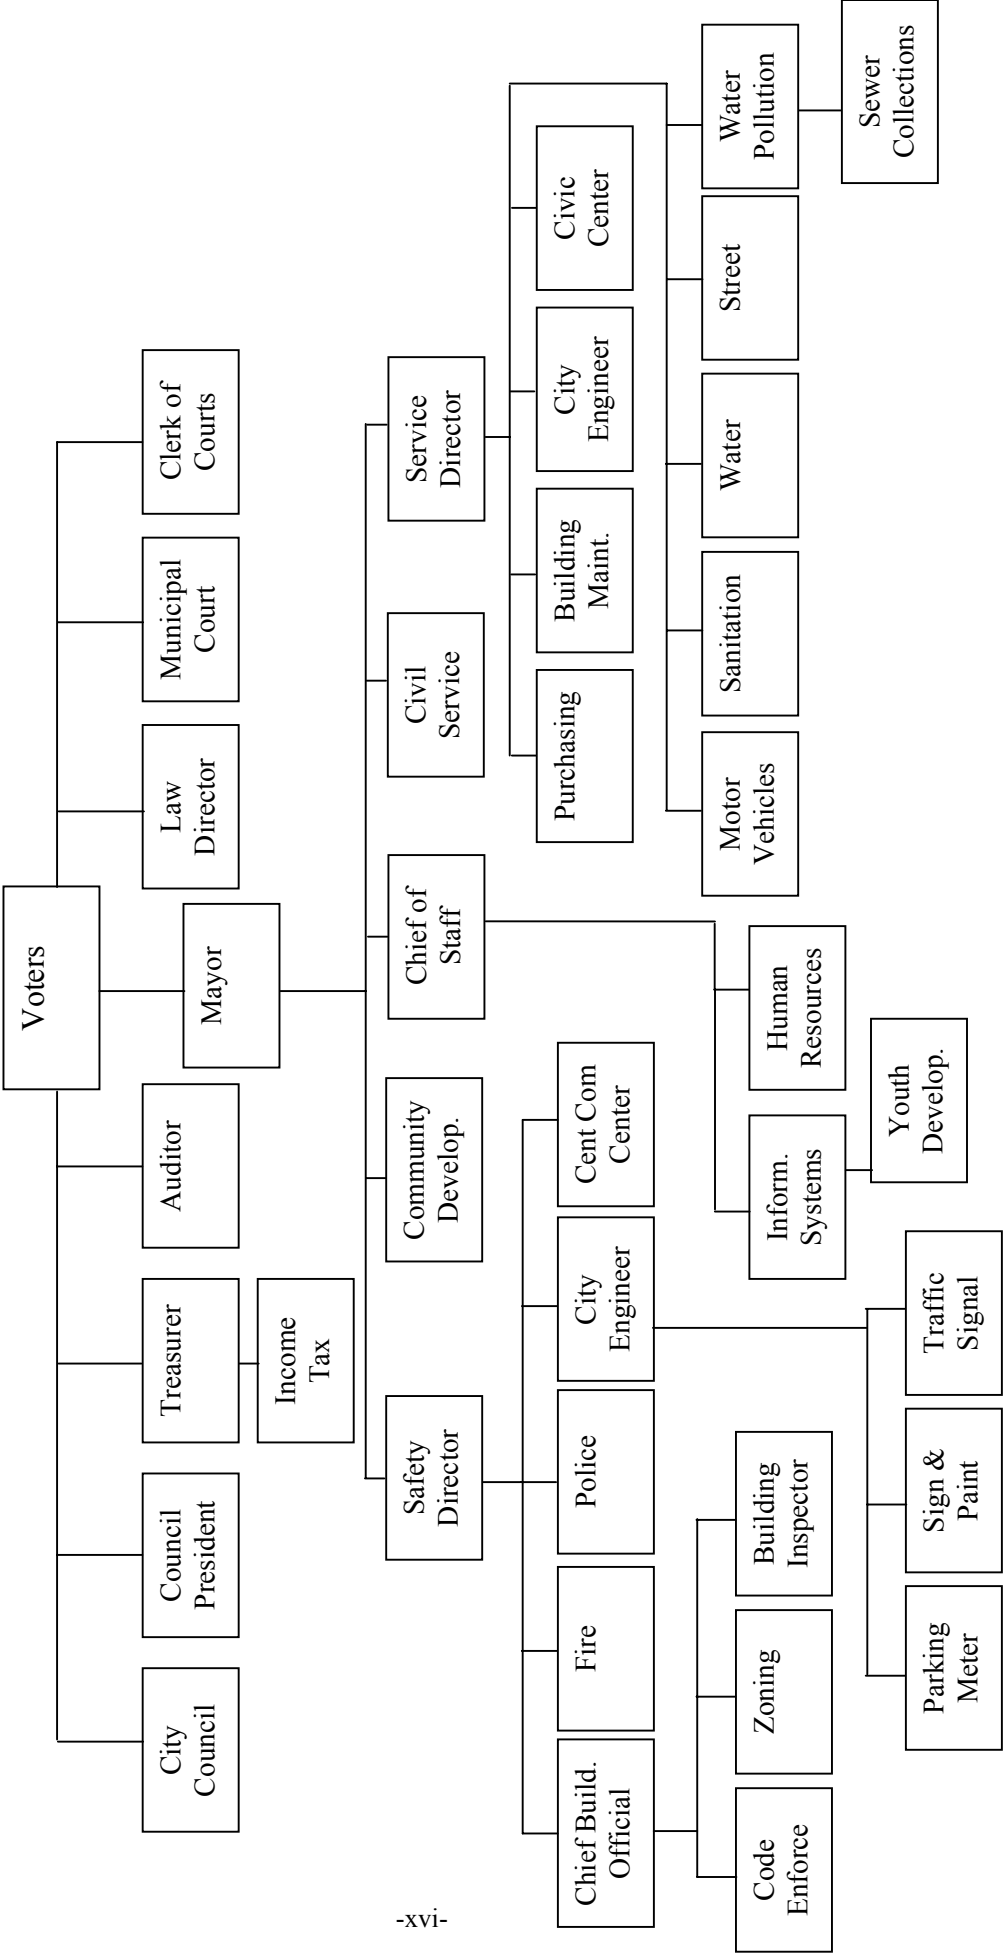 Voters
City
Council
Council
President
Treasurer
Auditor
Mayor
Law
Director
Municipal
Court
Clerk of
Courts
Income
Tax
Safety
Director
Community
Develop.
Chief of
Staff
Civil
Service
Service
Director
Chief Build.
Official
Fire
Police
City
Engineer
Cent Com
Center
Purchasing
Building
Maint.
City
Engineer
Civic
Center
Code
Enforce
Zoning
Building
Inspector
Inform.
Systems
Human
Resources
Motor
Vehicles
Sanitation
Water
Street
Water
Pollution
Parking
Meter
Sign &
Paint
Traffic
Signal
Youth
Develop.
Sewer
Collections
-xvi-